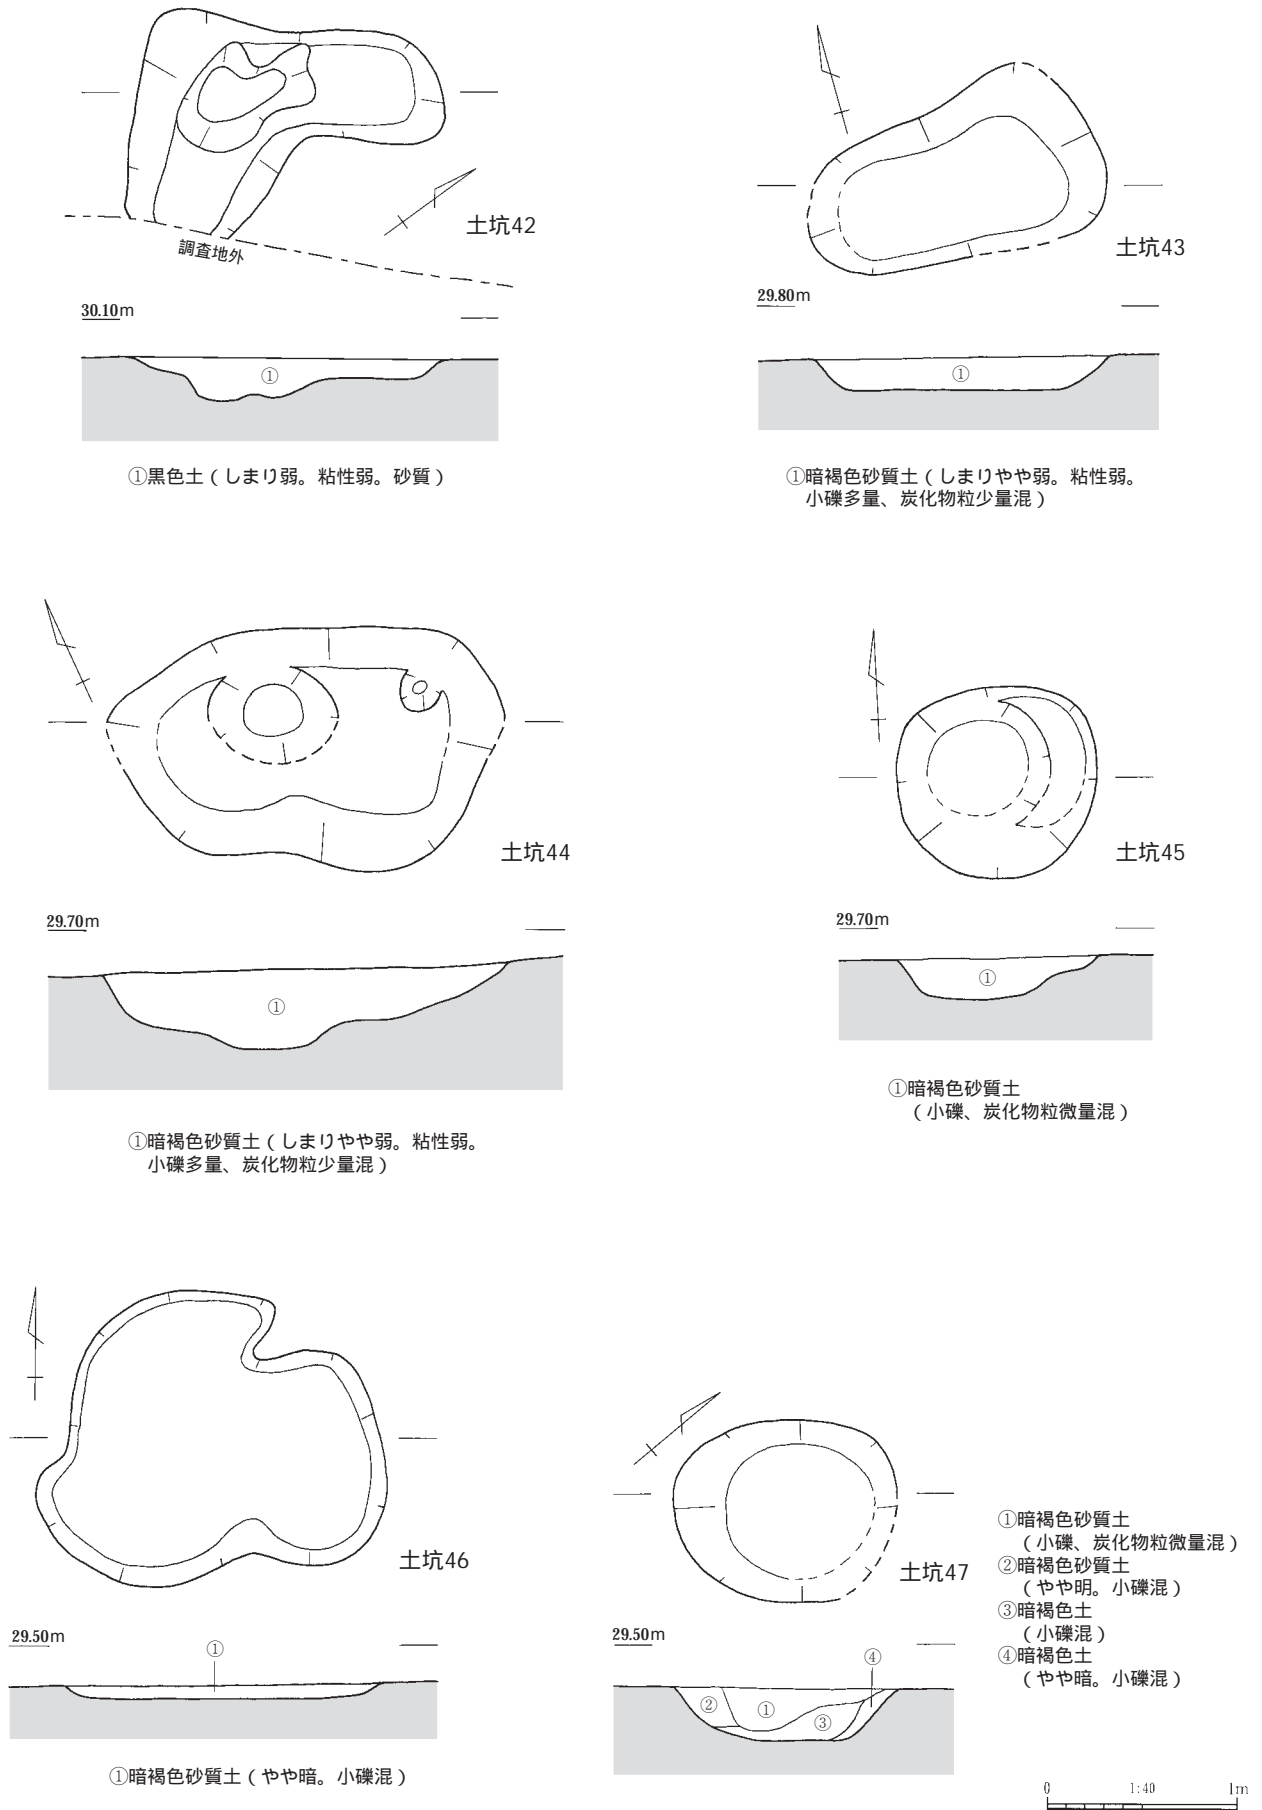 土坑42
調査地外
30.10m
①
①黒色土(しまり弱。粘性弱。砂質)
土坑43
29.80m
①
①暗褐色砂質土(しまりやや弱。粘性弱。
小礫多量、炭化物粒少量混)
土坑44
29.70m
①
①暗褐色砂質土(しまりやや弱。粘性弱。
小礫多量、炭化物粒少量混)
土坑45
29.70m
①
①暗褐色砂質土
(小礫、炭化物粒微量混)
土坑46
29.50m
①
①暗褐色砂質土(やや暗。小礫混)
土坑47
29.50m
④
②
①
③
①暗褐色砂質土
(小礫、炭化物粒微量混)
②暗褐色砂質土
(やや明。小礫混)
③暗褐色土
(小礫混)
④暗褐色土
(やや暗。小礫混)
0 1:40 1m